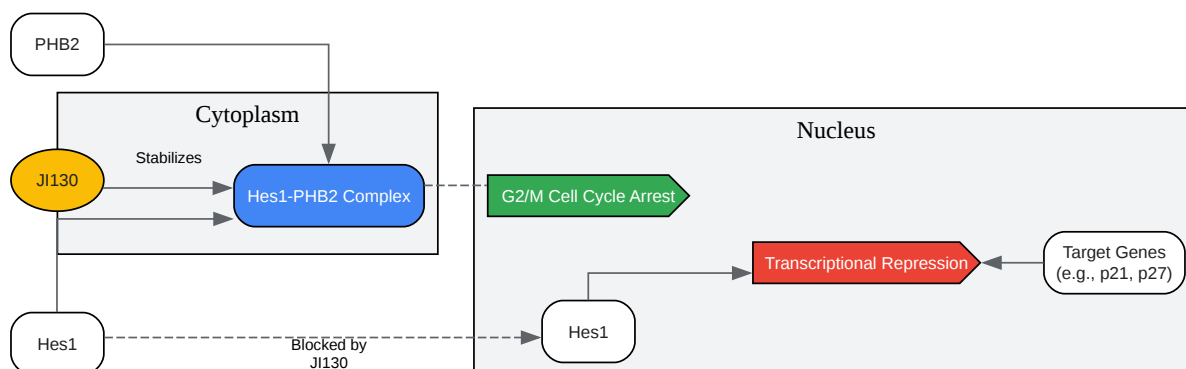 PHB2
Cytoplasm
Nucleus
Stabilizes
JI130
Hes1-PHB2 Complex
G2/M Cell Cycle Arrest
Transcriptional Repression
Target Genes
(e.g., p21, p27)
Hes1
Blocked by
JI130
Hes1